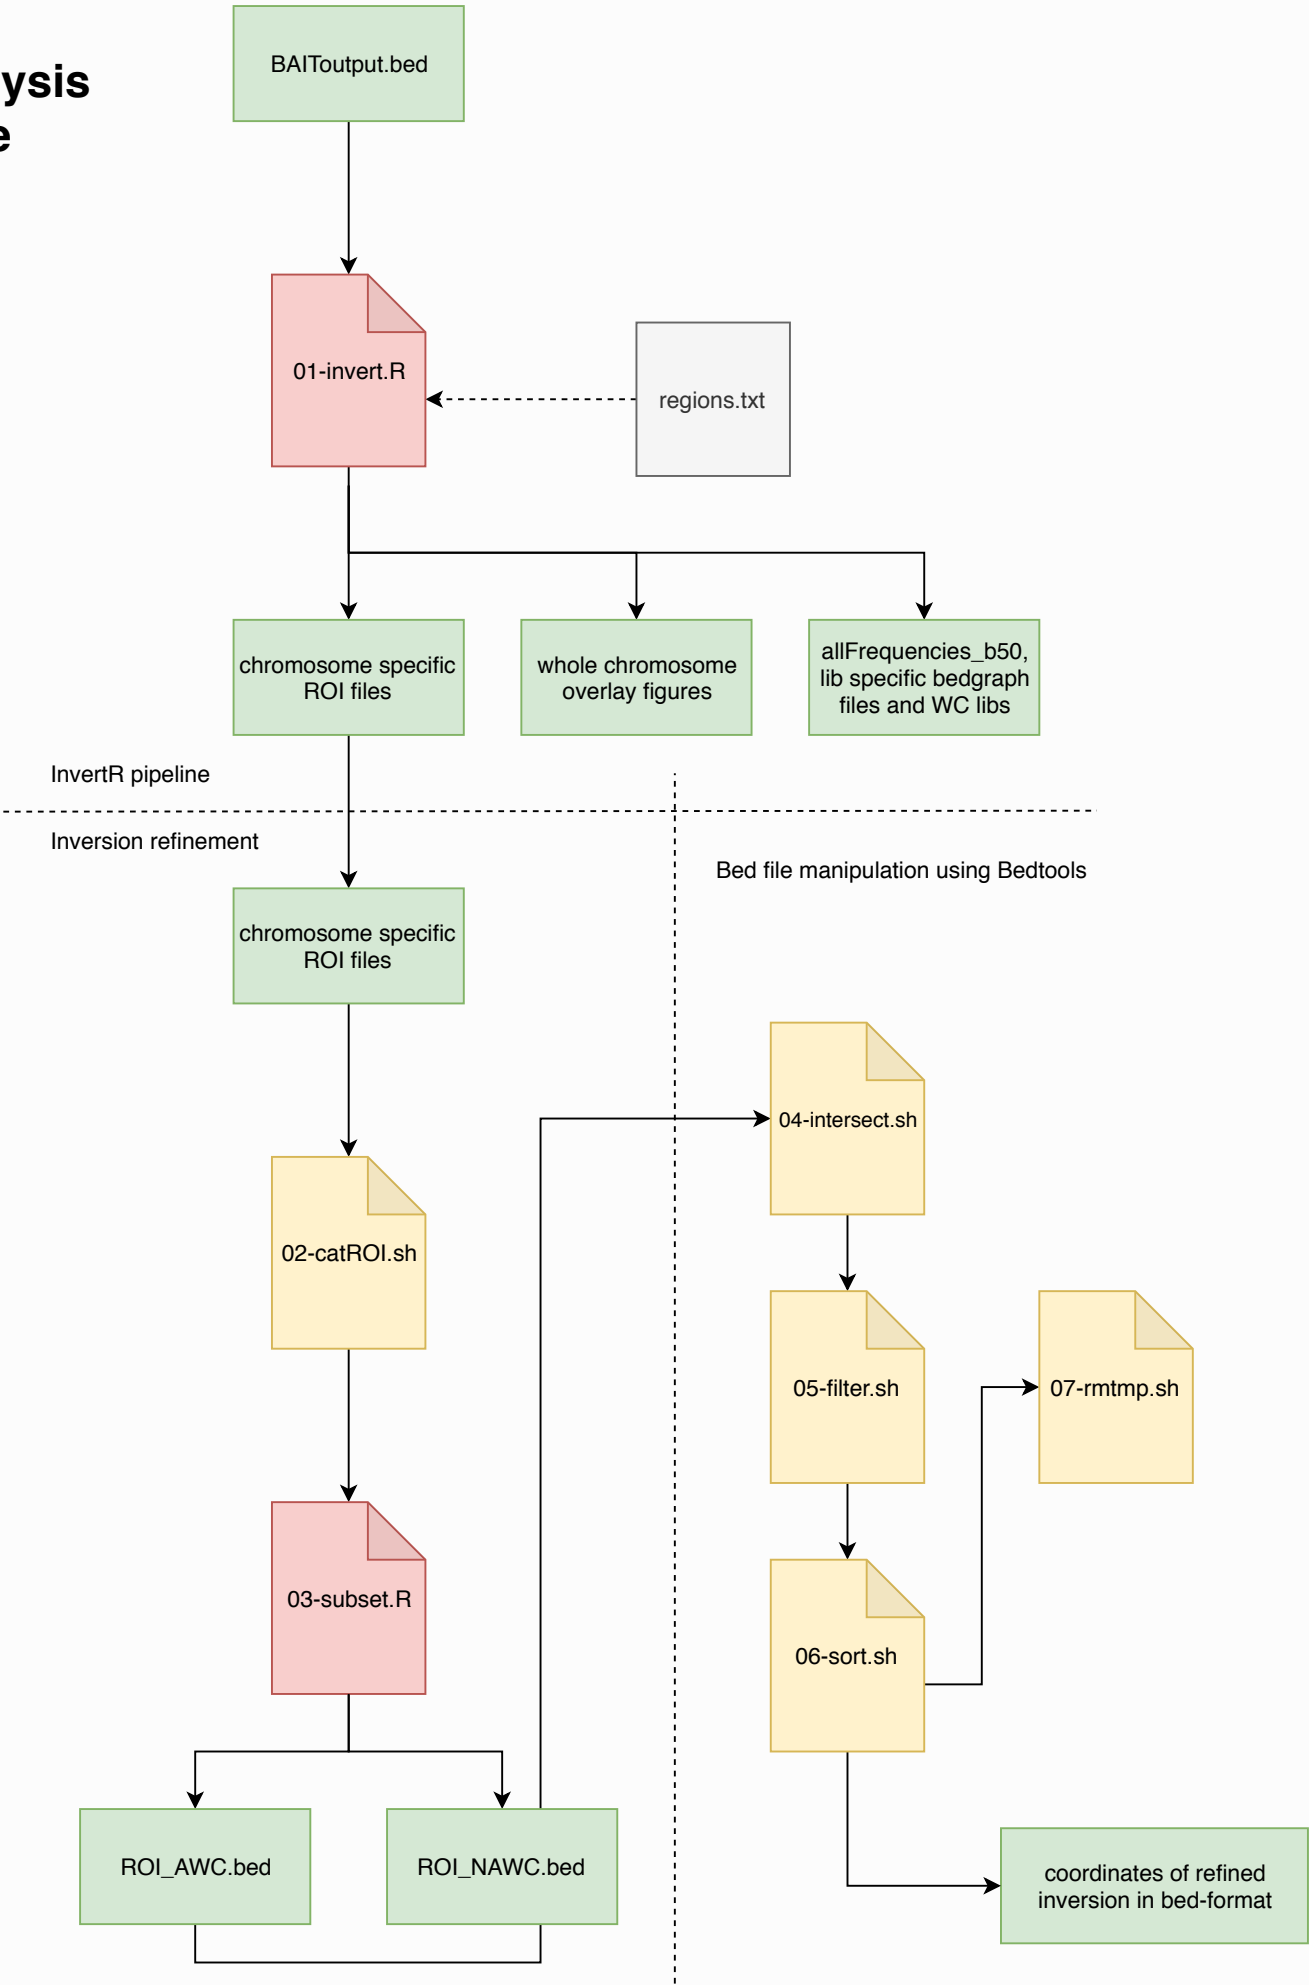 BAIToutput.bed
ysis
e
01-invert.R
regions.txt
chromosome specific
ROI files
whole chromosome
overlay figures
allFrequencies_b50,
lib specific bedgraph
files and WC libs
InvertR pipeline
Inversion refinement
Bed file manipulation using Bedtools
chromosome specific
ROI files
04-intersect.sh
02-catROI.sh
05-filter.sh
07-rmtmp.sh
03-subset.R
06-sort.sh
ROI_AWC.bed
ROI_NAWC.bed
coordinates of refined
inversion in bed-format